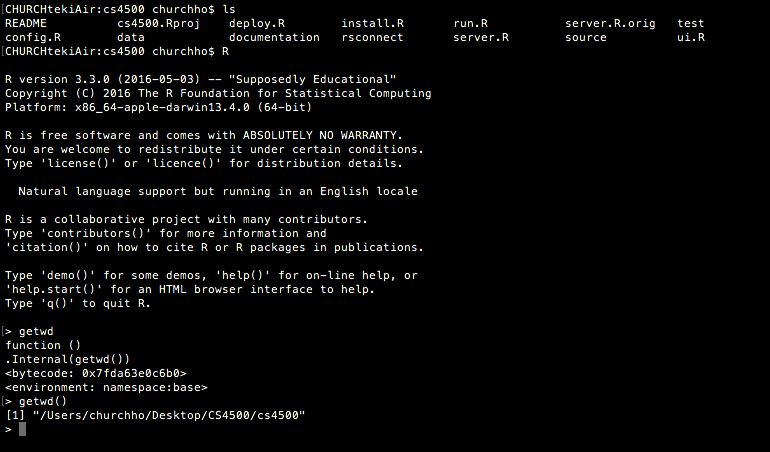 [CHURCHtekiAir:cs4500 churchho$ ls
README cs4500.Rproj deploy.R install.R run.R server.R.orig test
config.R data documentation rsconnect server.R source ui.R
[CHURCHtekiAir:cs4500 churchho$ R
R version 3.3.0 (2016-05-03) -- "Supposedly Educational"
Copyright (C) 2016 The R Foundation for Statistical Computing
Platform: x86_64-apple-darwin13.4.0 (64-bit)
R is free software and comes with ABSOLUTELY NO WARRANTY.
You are welcome to redistribute it under certain conditions.
Type 'license()' or 'licence()' for distribution details.
Natural language support but running in an English locale
R is a collaborative project with many contributors.
Type 'contributors()' for more information and
'citation()' on how to cite R or R packages in publications.
Type 'demo()' for some demos, 'help()' for on-line help, or
'help.start()' for an HTML browser interface to help.
Type 'q()' to quit R.
[> getwd
function ()
.Internal(getwd())
<bytecode: 0x7fda63e0c6b0>
<environment: namespace:base>
[> getwd()
[1] "/Users/churchho/Desktop/CS4500/cs4500"
>